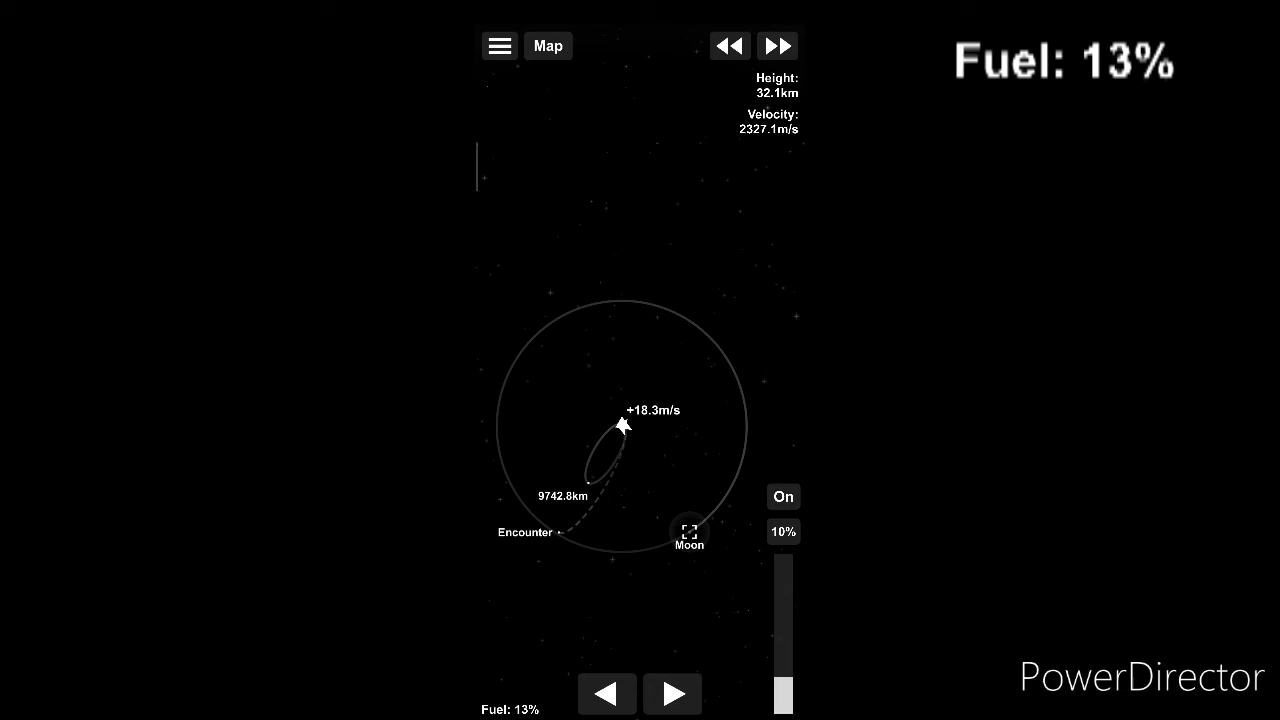 Map
Fuel: 13%
Height:
32.1km
Velocity:
2327.1m/s
+18.3m/s
9742.8km
On
Encounter
10%
Moon
PowerDirector
Fuel: 13%